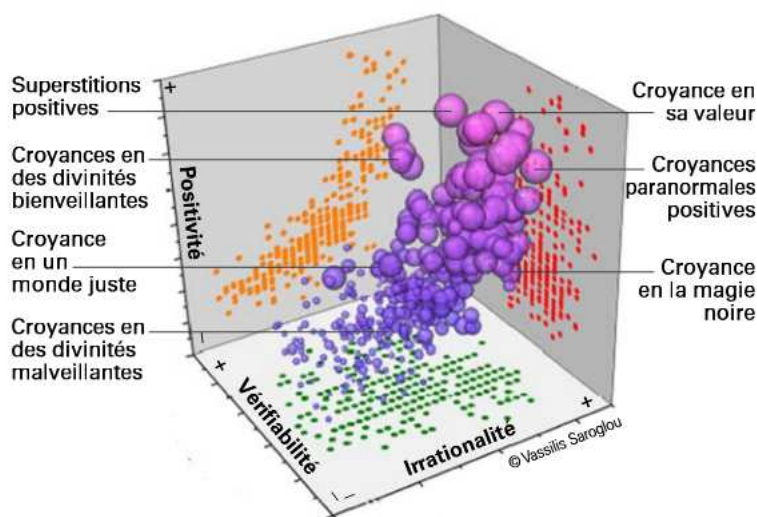 Superstitions
positives
Croyances en
des divinités
bienveillantes
Croyance
en un
monde juste
Croyances en
des divinités
malveillantes
Croyance en
sa valeur
Croyances
paranormales
positives
Croyance
en la magie
noire
+
Positivité
–
+
Vérifiabilité
–
–
Irrationalité
+
© Vassilis Saroglou